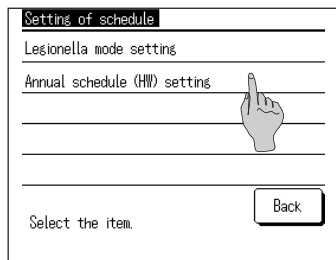 Setting of schedule
Legionella mode setting
Annual schedule (HW) setting
Back
Select the item.